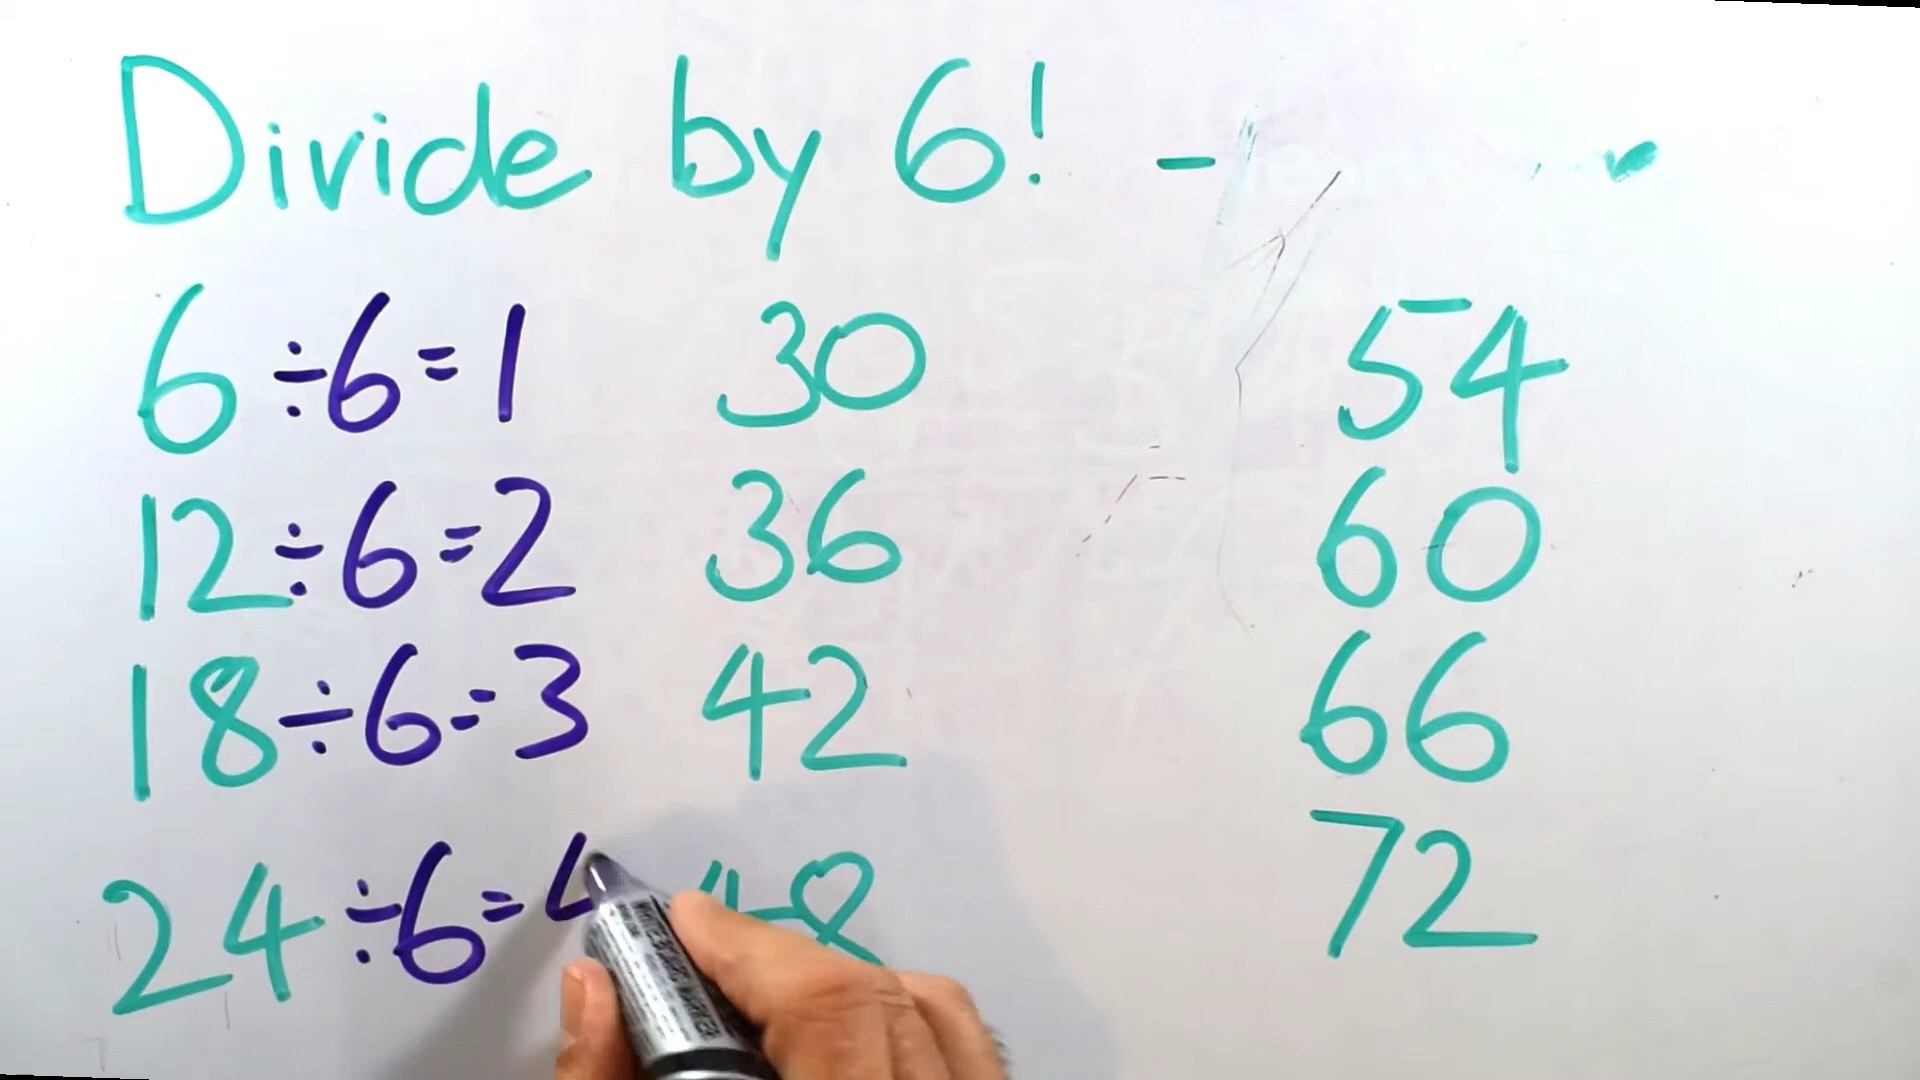 Divide by 6! -
6 ÷ 6 = 1
12 ÷ 6 = 2
18 ÷ 6 = 3
24 ÷ 6 = 4
30
36
42
48
54
60
66
72